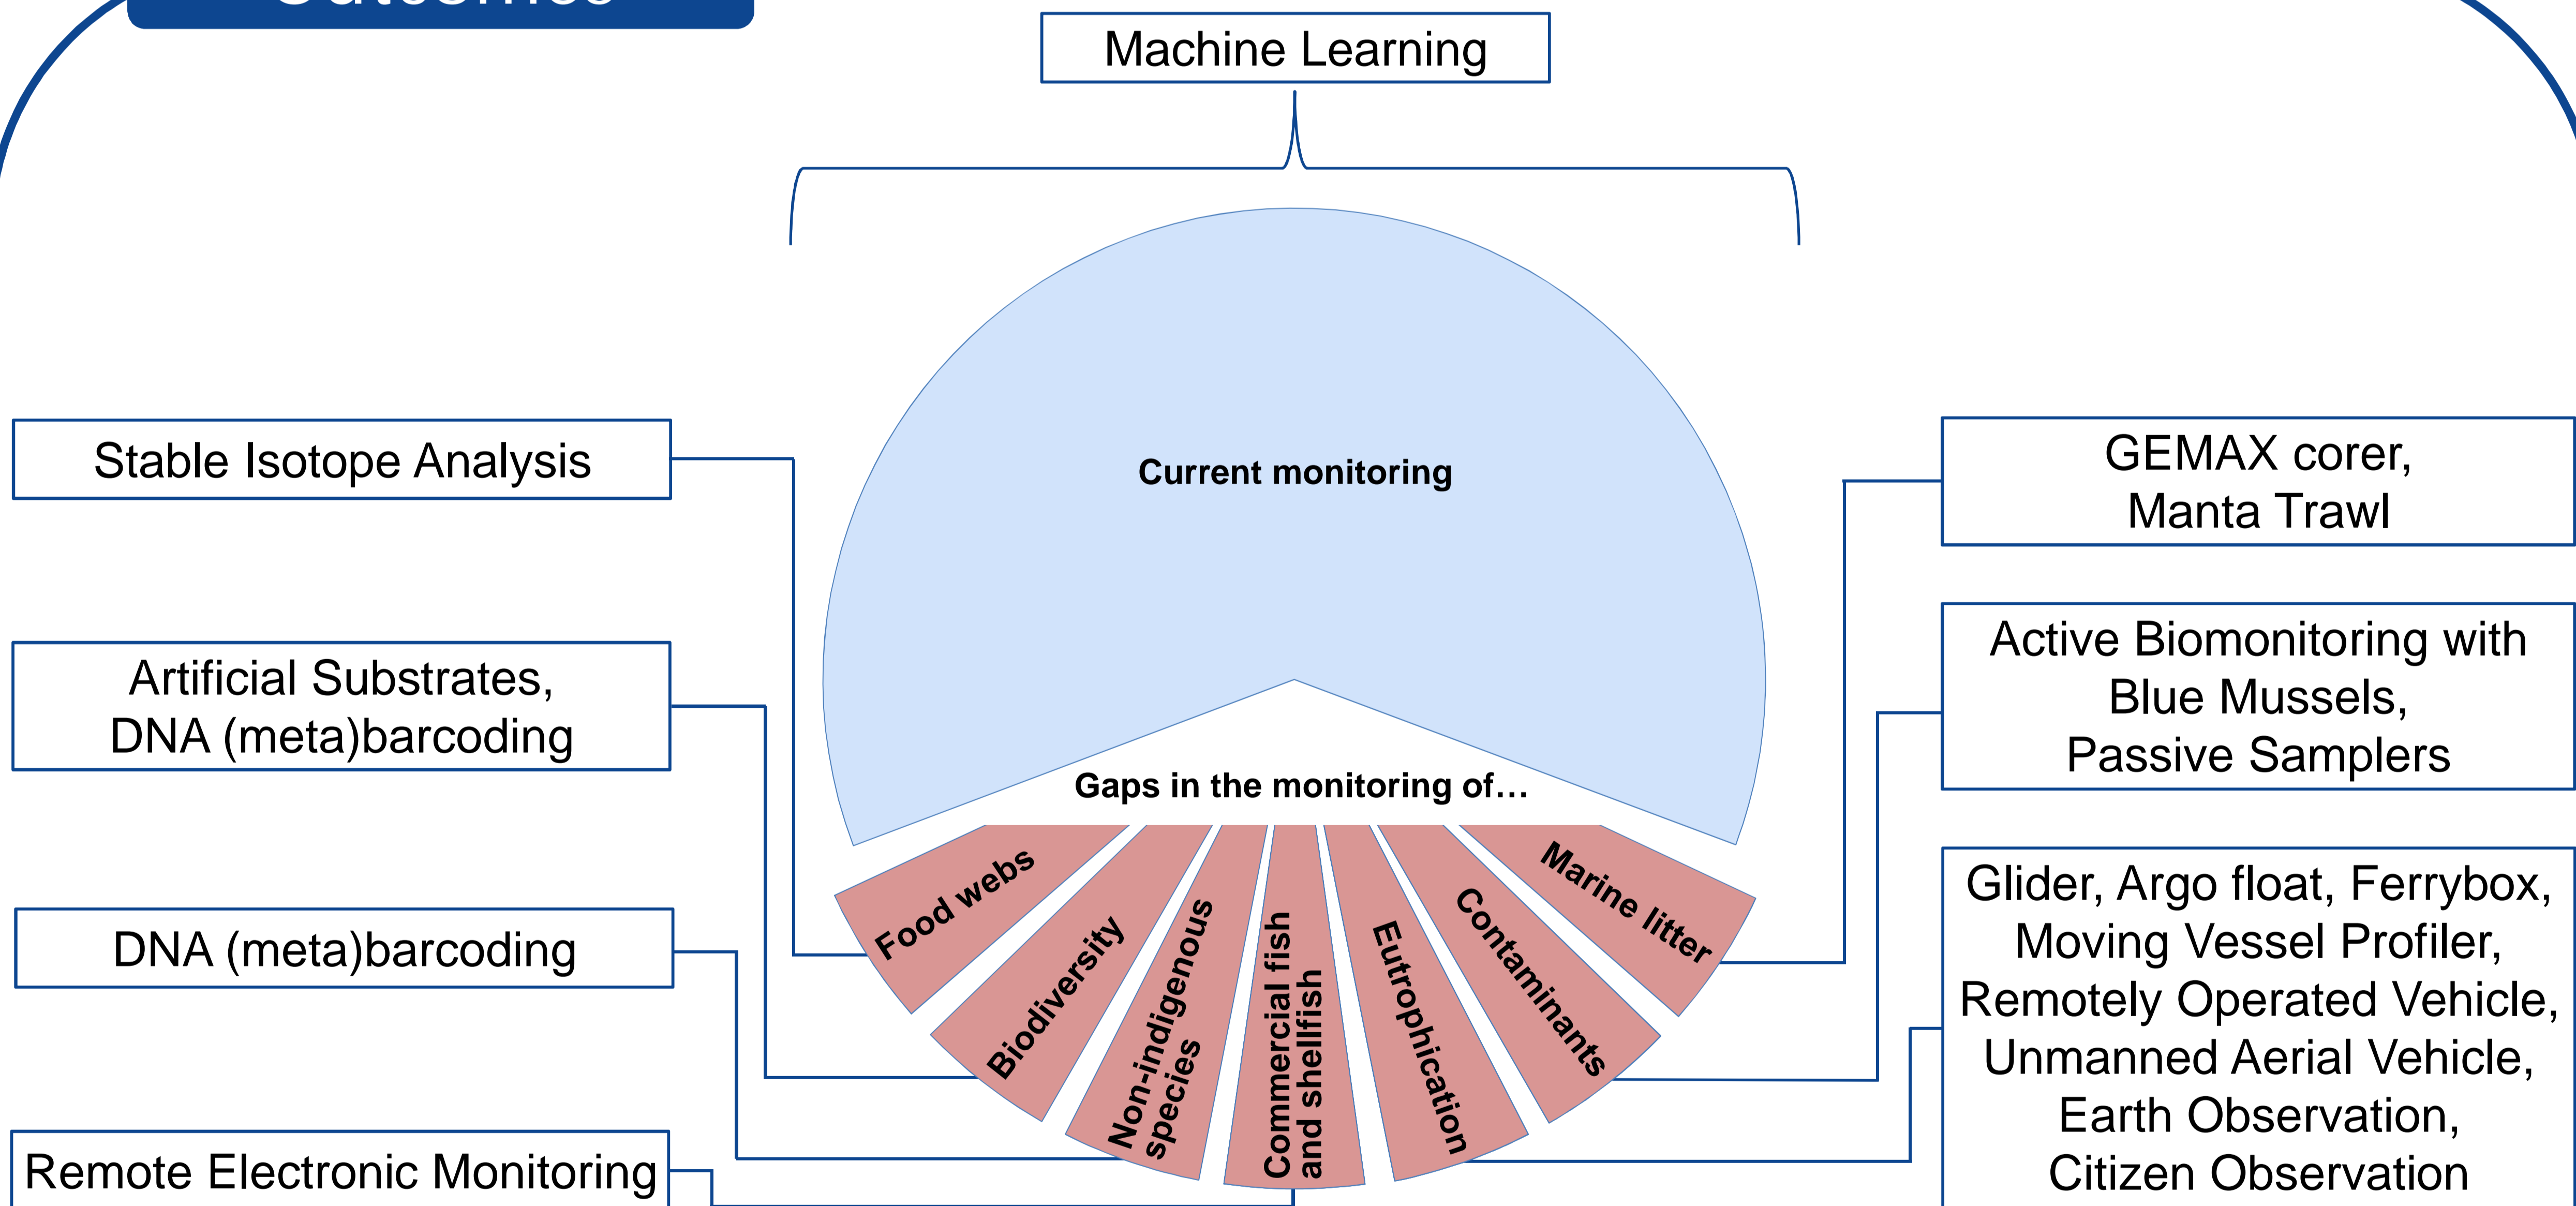 Machine Learning
Current monitoring
Stable Isotope Analysis
Artificial Substrates,
DNA (meta)barcoding
DNA (meta)barcoding
Remote Electronic Monitoring
Gaps in the monitoring of…
Food webs
Biodiversity
Non-indigenous
species
Commercial fish
and shellfish
Eutrophication
Contaminants
Marine litter
GEMAX corer,
Manta Trawl
Active Biomonitoring with
Blue Mussels,
Passive Samplers
Glider, Argo float, Ferrybox,
Moving Vessel Profiler,
Remotely Operated Vehicle,
Unmanned Aerial Vehicle,
Earth Observation,
Citizen Observation